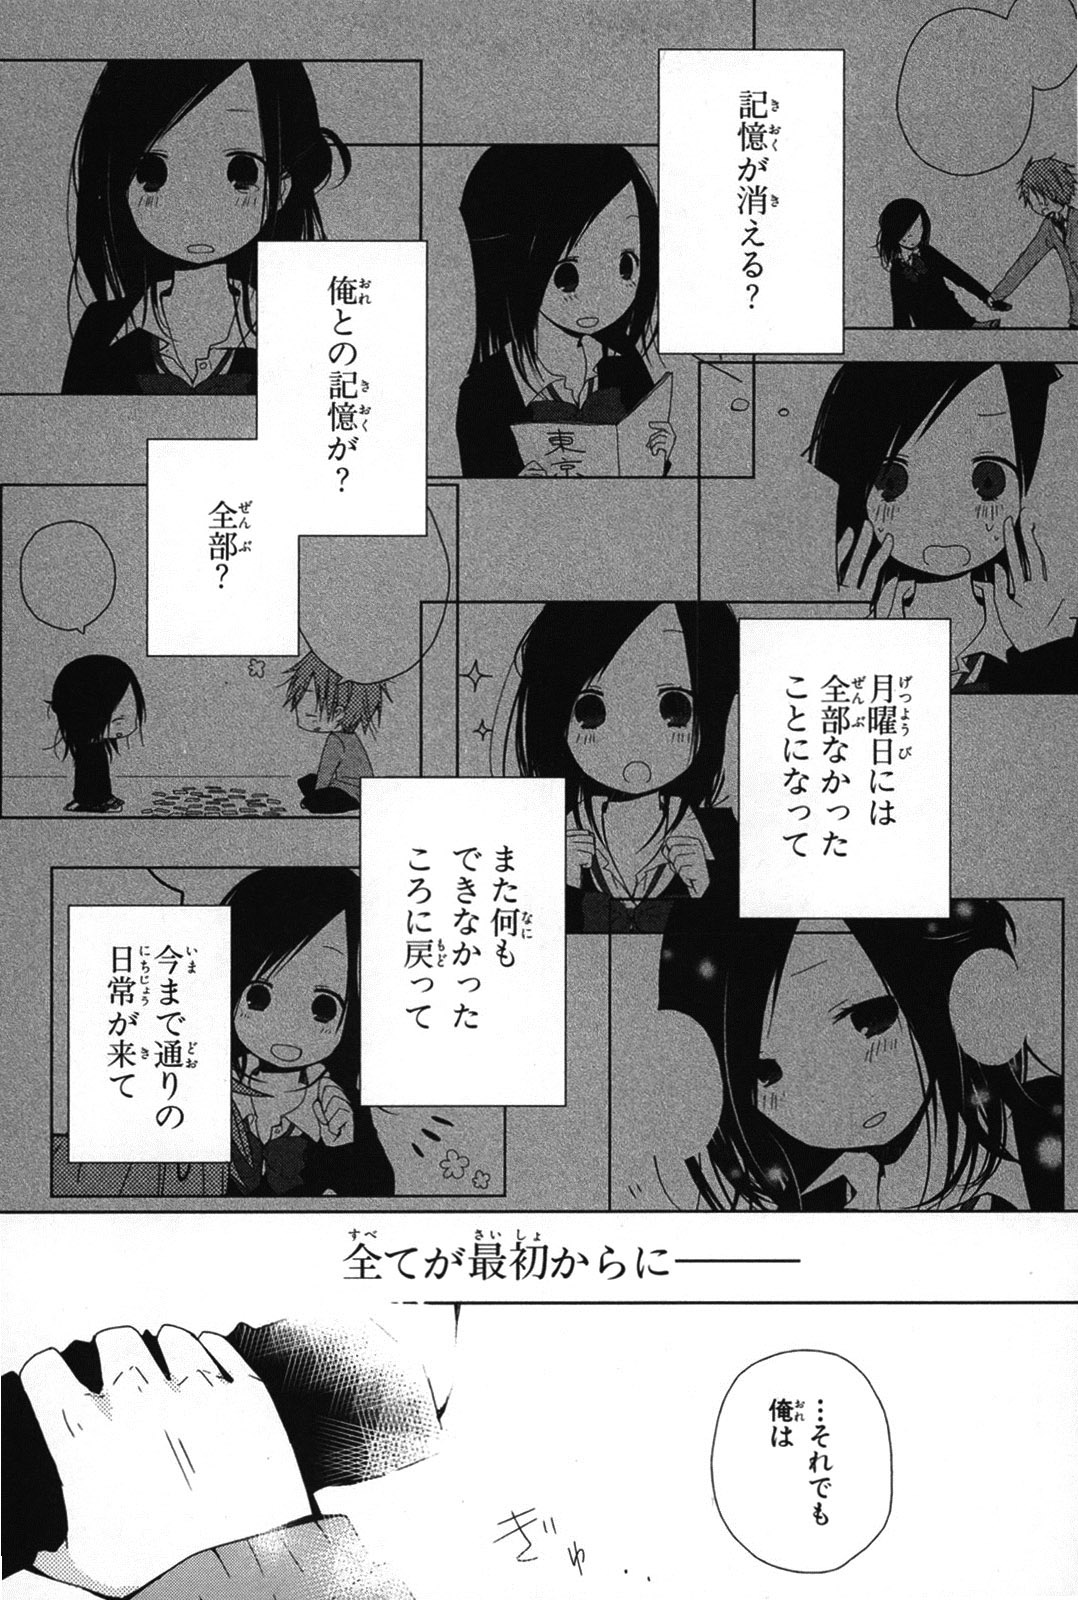 記憶が消える?
俺との記憶が?
全部?
東京
月曜日には
全部なかった
ことになって
また何も
できなかった
ころに戻って
今まで通りの
日常が来て
全てが最初からに───
…それでも
俺は
ぎゅ…